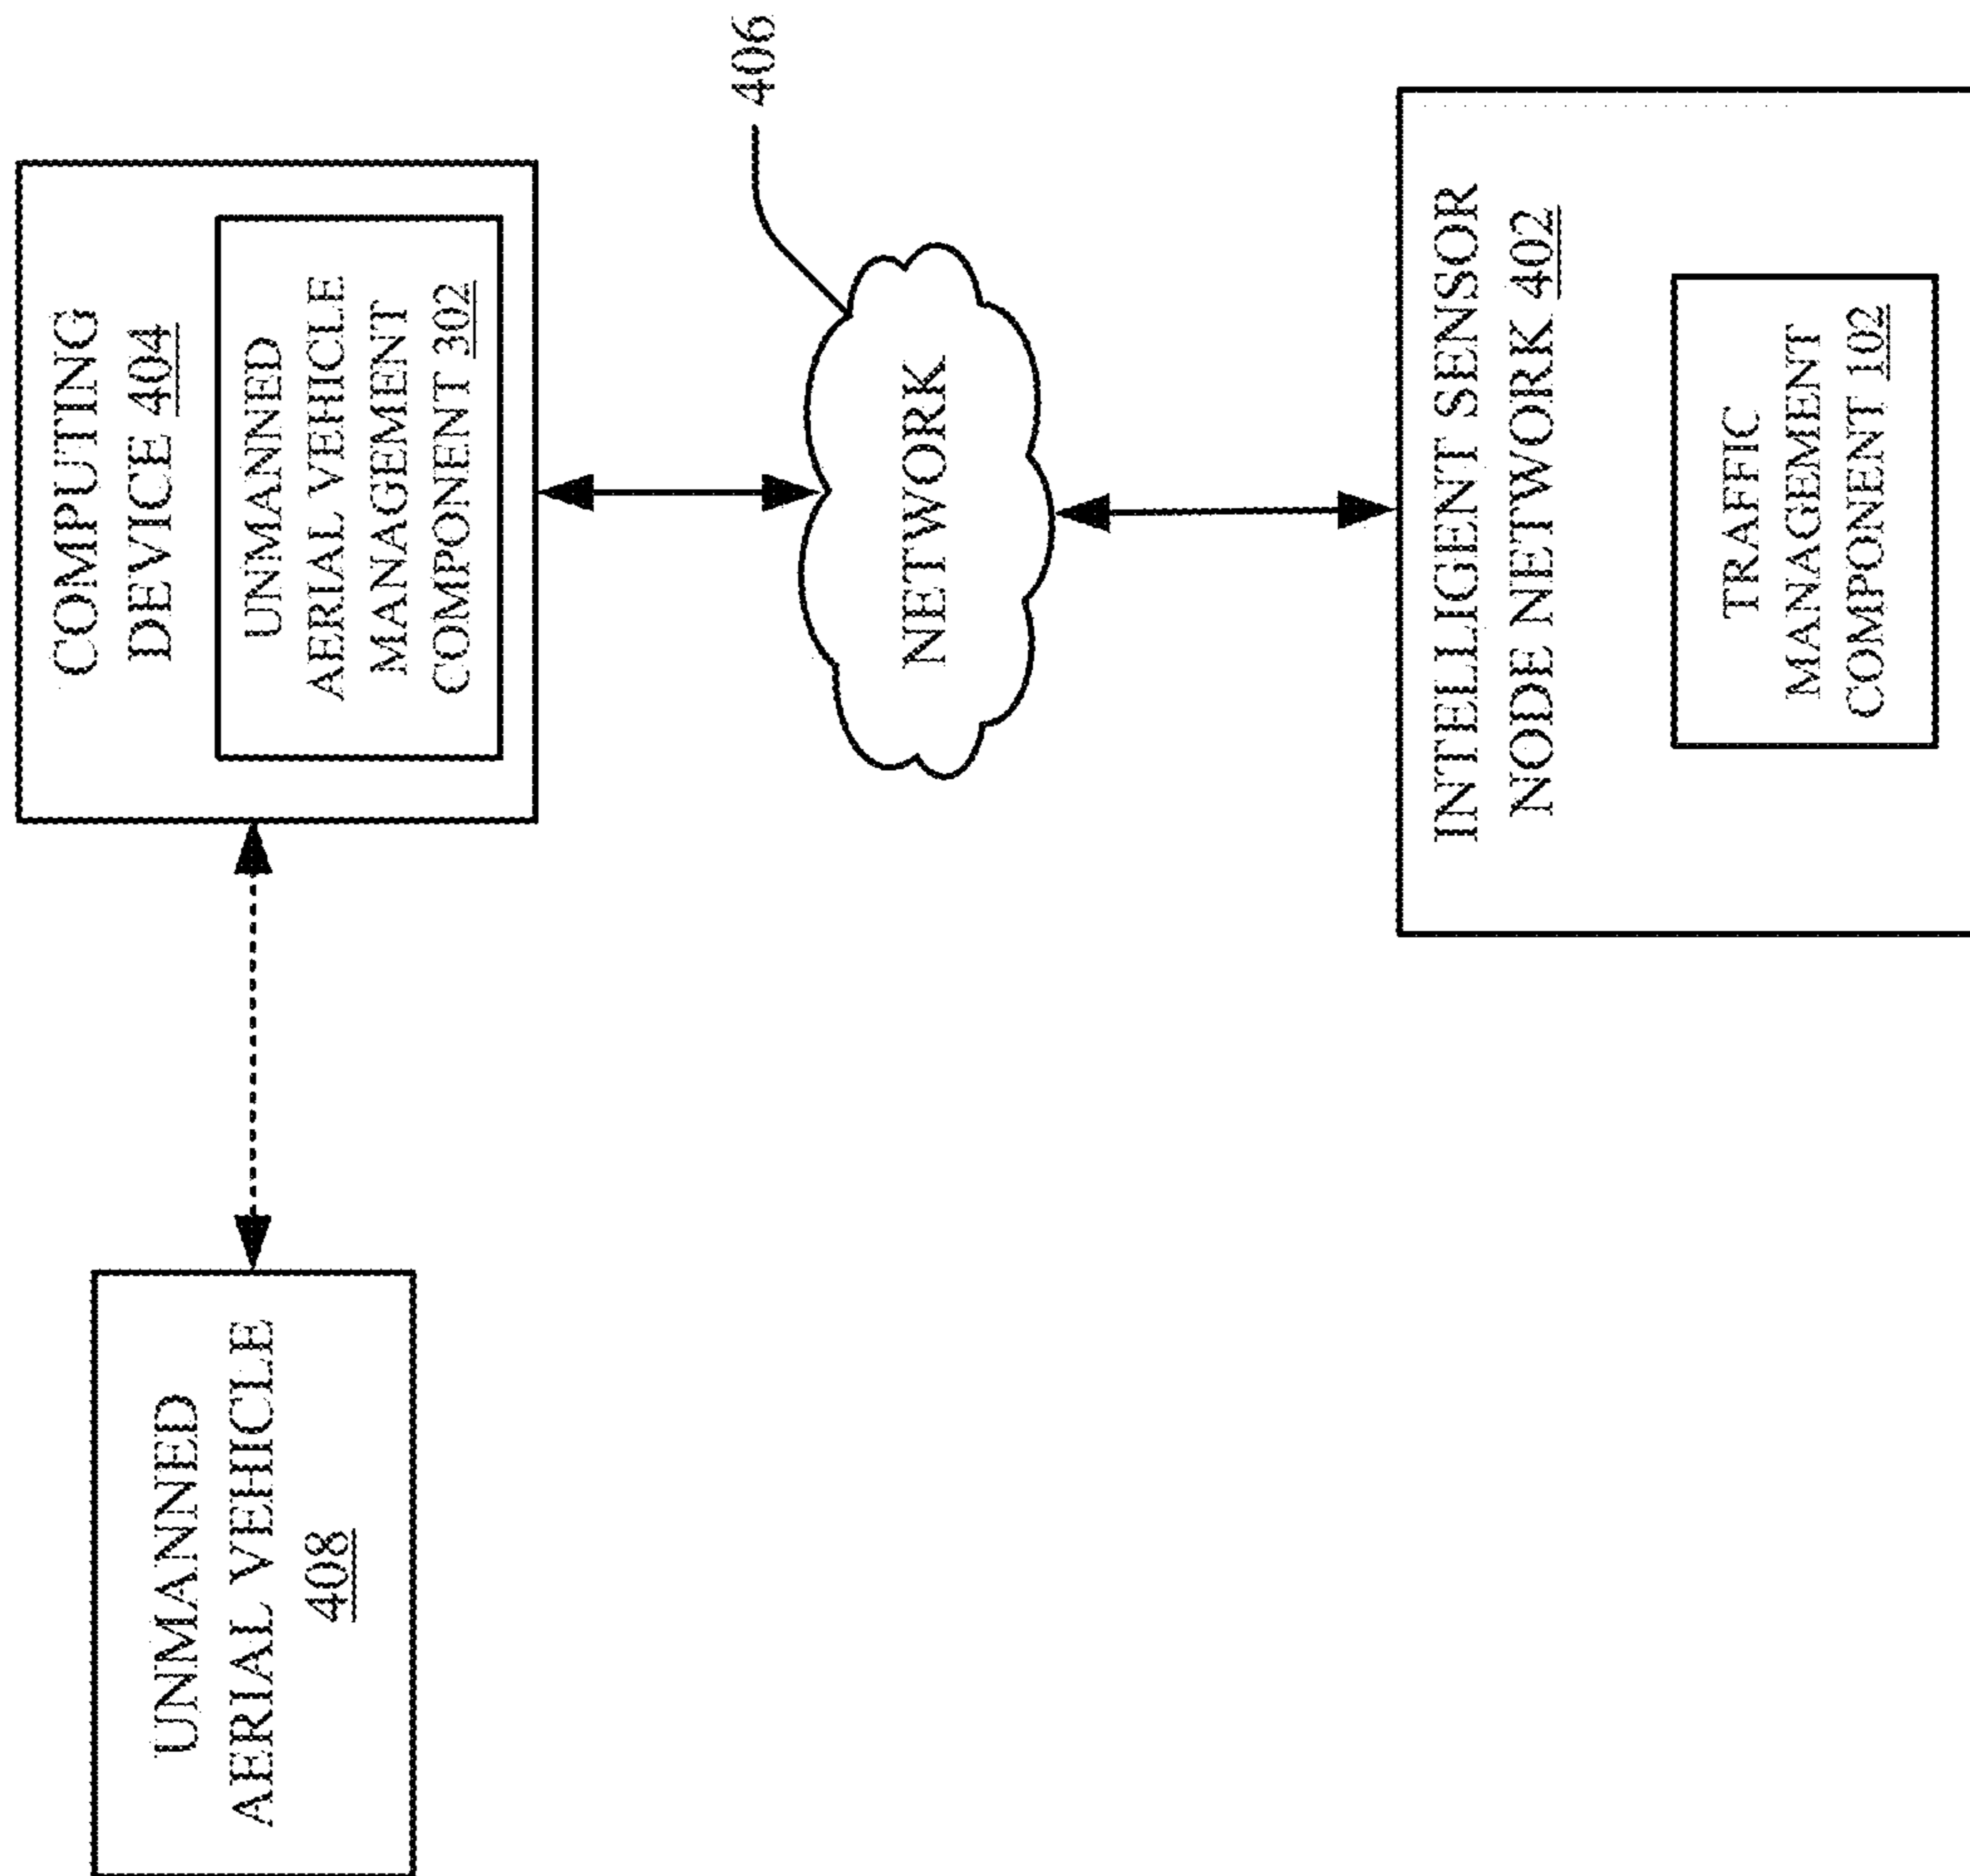 UNMANNED
AERIAL VEHICLE
408
COMPUTING
DEVICE 404
UNMANNED
AERIAL VEHICLE
MANAGEMENT
COMPONENT 302
406
NETWORK
INTELLIGENT SENSOR
NODE NETWORK 402
TRAFFIC
MANAGEMENT
COMPONENT 102